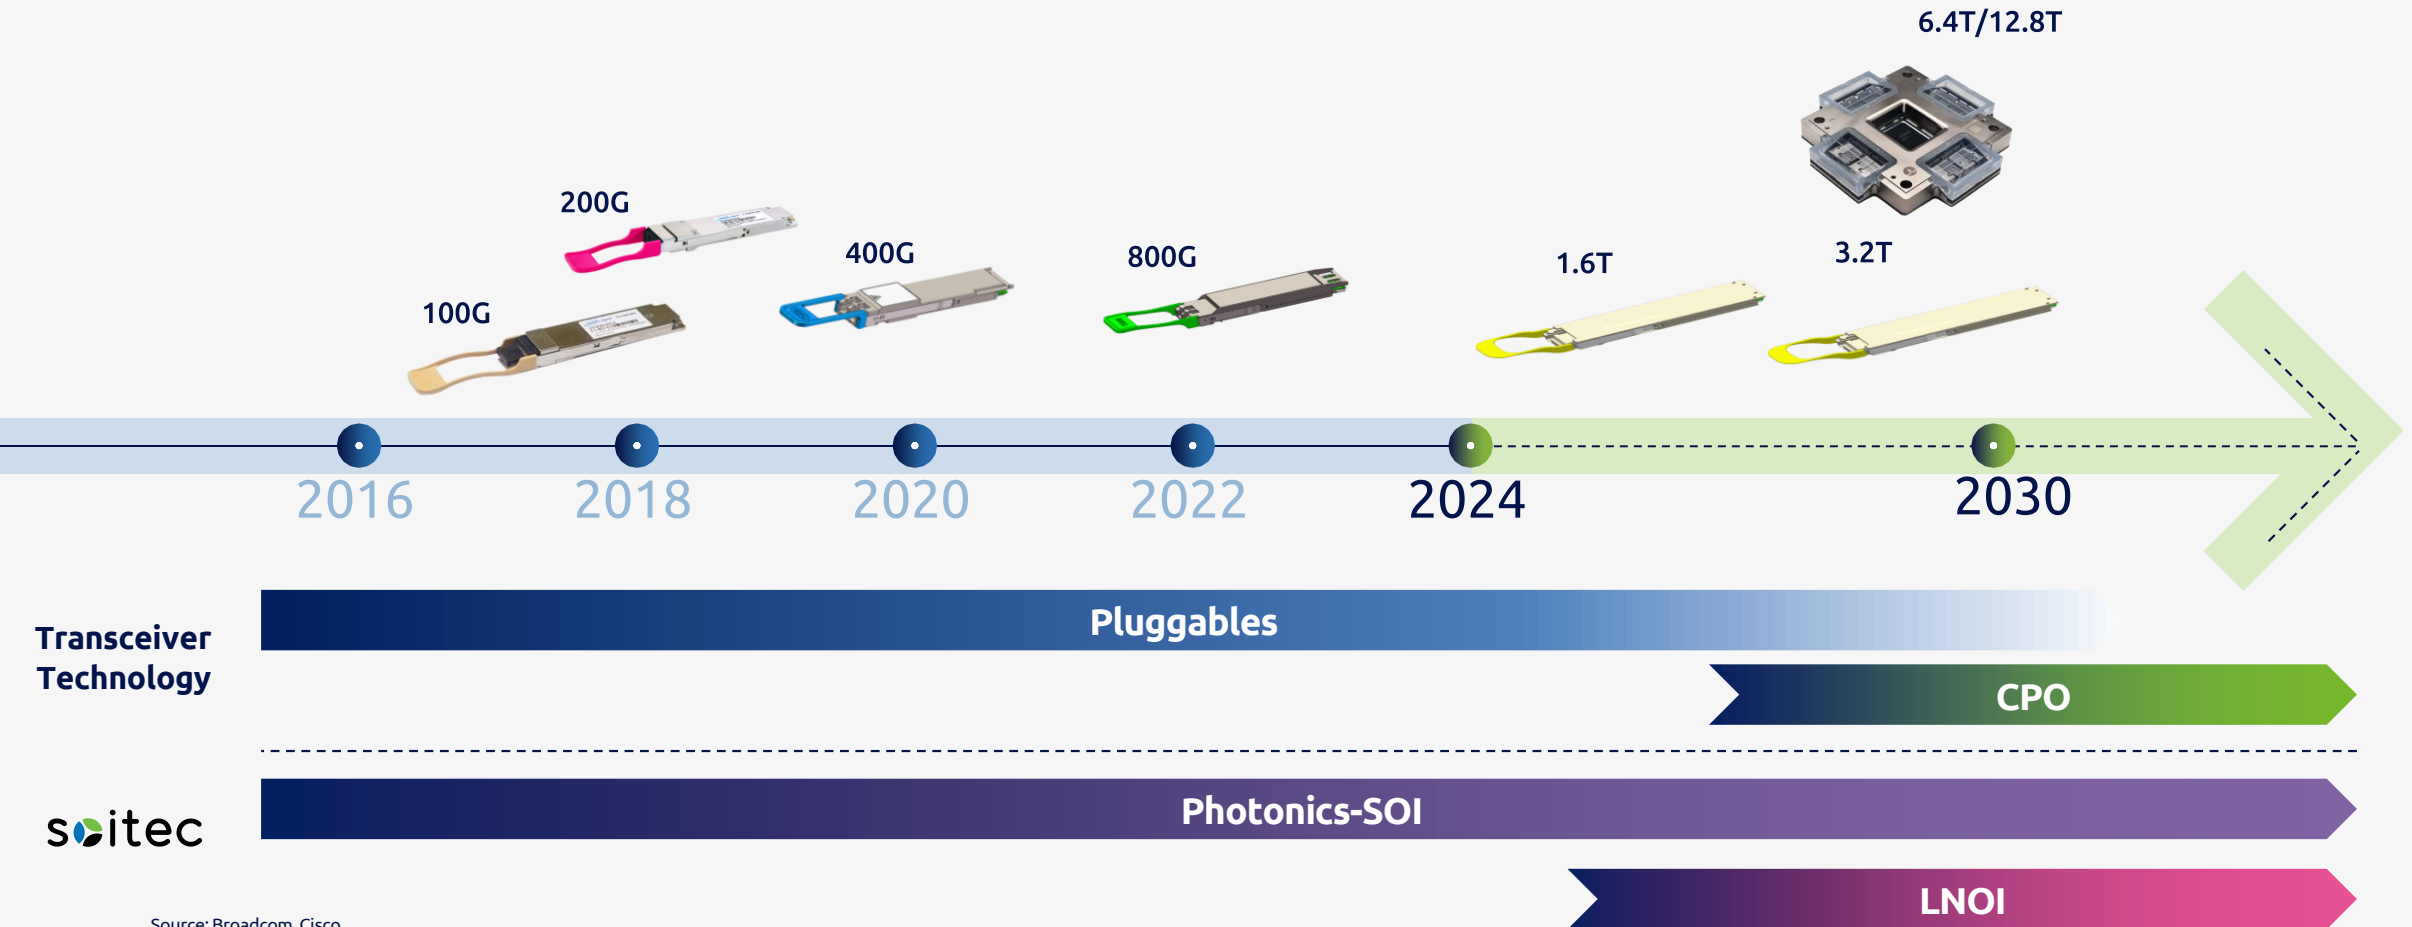 6.4T/12.8T
200G
400G
800G
1.6T
3.2T
100G
2016
2018
2020
2022
2024
2030
Transceiver
Technology
Pluggables
CPO
soitec
Photonics-SOI
LNOI
Source: Broadcom, Cisco